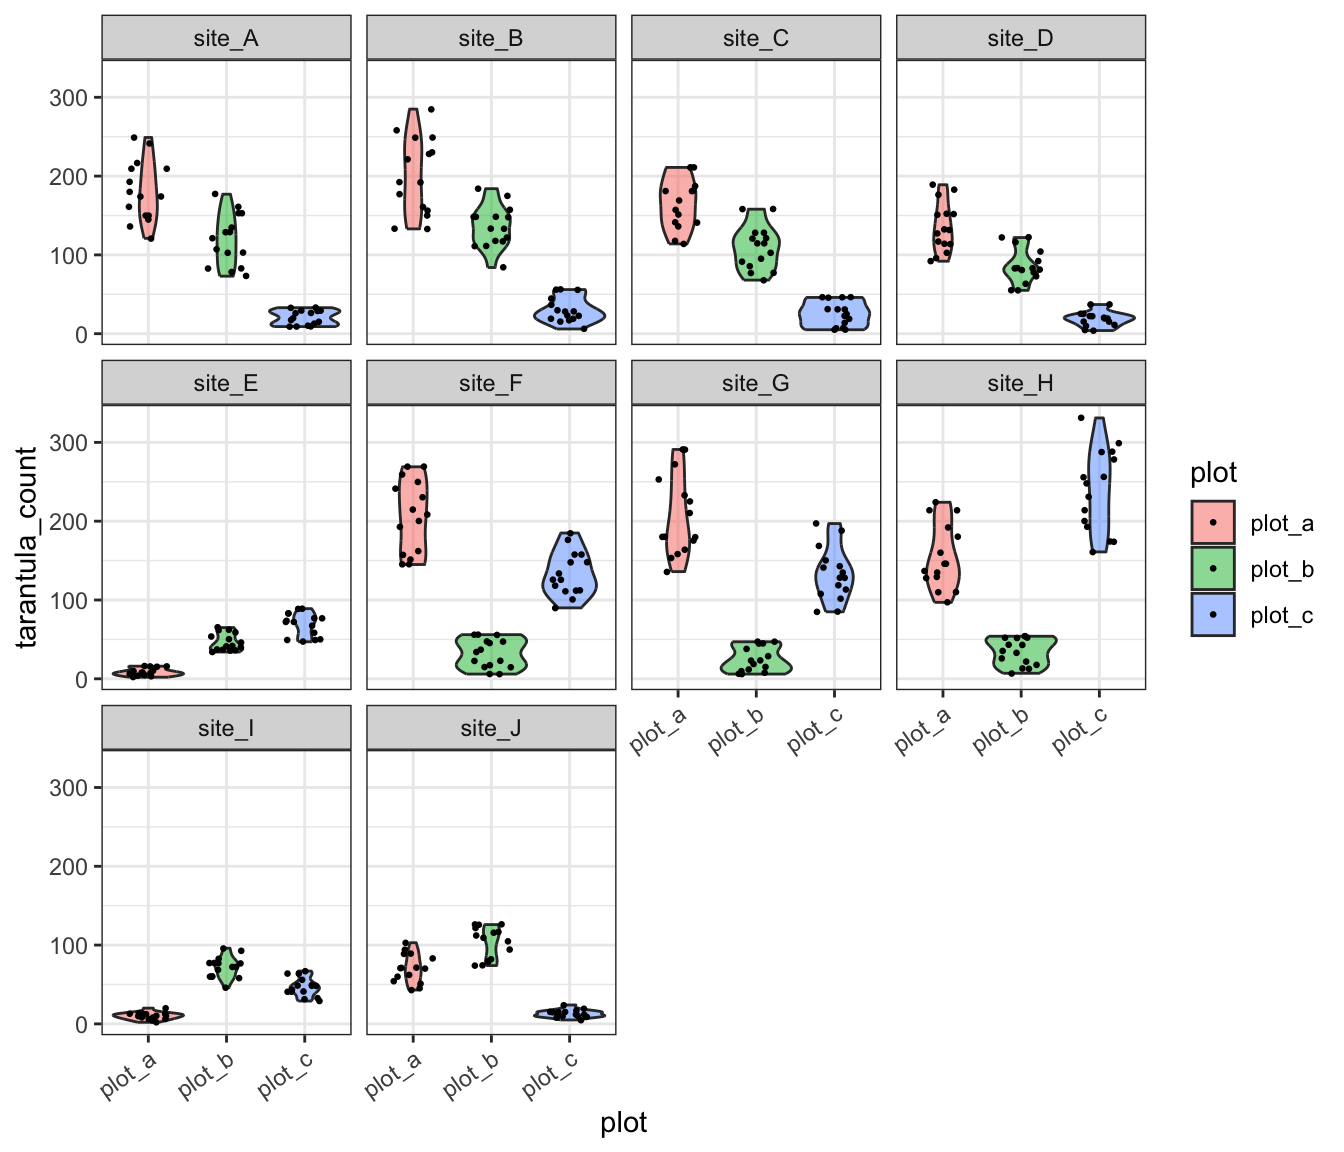 site_A site_B site_C site_D
300
200
100
0
site_E site_F site_G site_H
300
200
100
0
plot_a plot_b plot_c plot_a plot_b plot_c
site_I site_J
300
200
100
0
plot_a plot_b plot_c plot_a plot_b plot_c
plot
tarantula_count
plot
plot_a
plot_b
plot_c